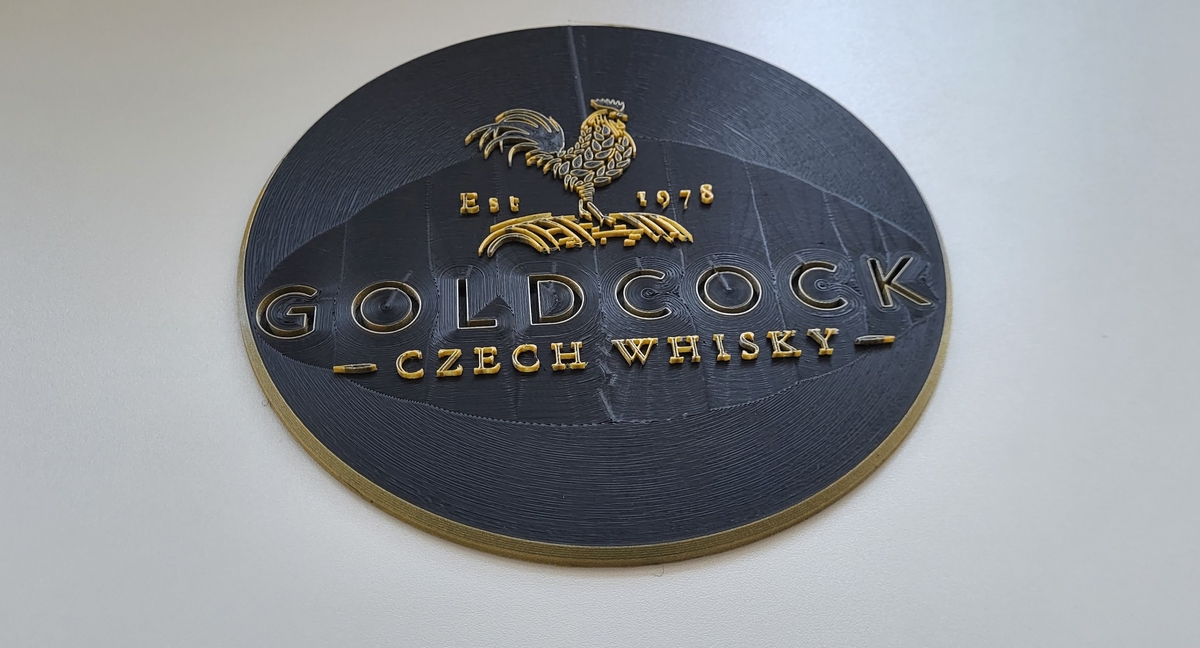 Est 1978
GOLDCOCK
— CZECH WHISKY —